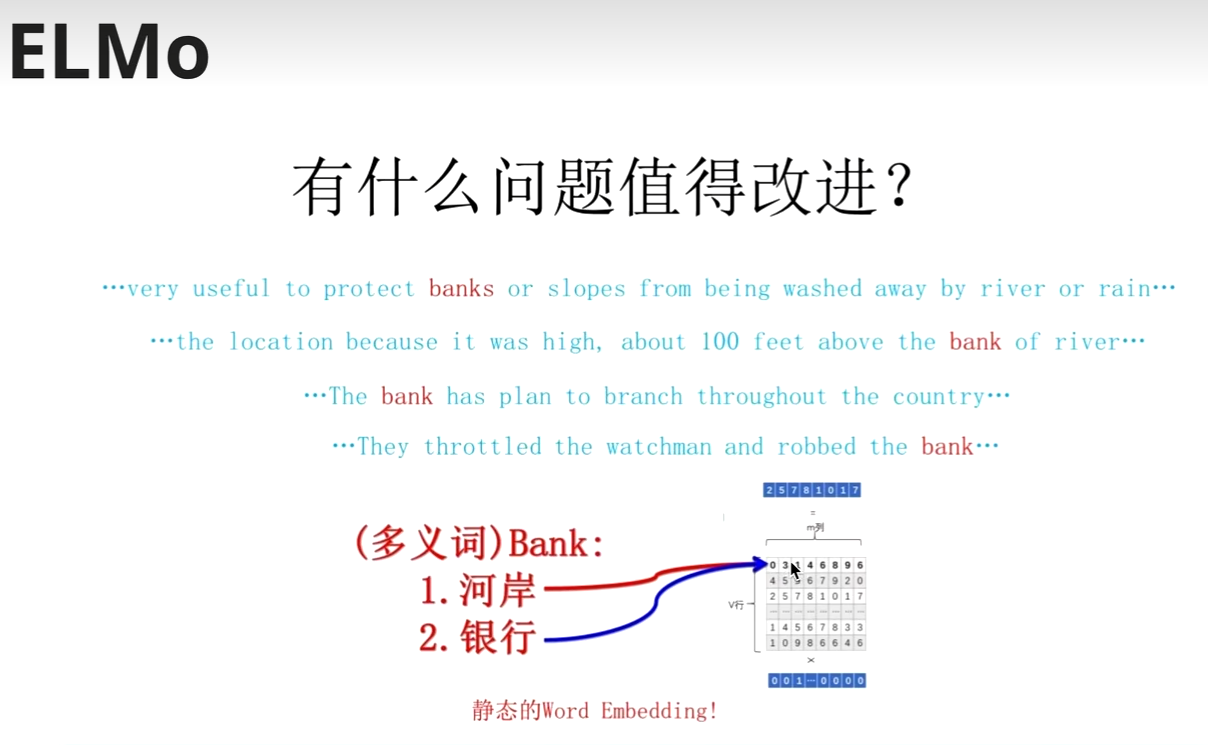 ELMo
有什么问题值得改进？
…very useful to protect banks or slopes from being washed away by river or rain…
…the location because it was high, about 100 feet above the bank of river…
…The bank has plan to branch throughout the country…
…They throttled the watchman and robbed the bank…
2 5 7 8 1 0 1 7
=
m列
(多义词)Bank:
0 3 4 6 8 9 6
1.河岸
4 5 6 7 9 2 0
2 5 7 8 1 0 1 7
V行
2.银行
1 4 5 6 7 8 3 3
1 0 9 8 6 6 4 6
×
0 0 1 … 0 0 0 0
静态的Word Embedding!